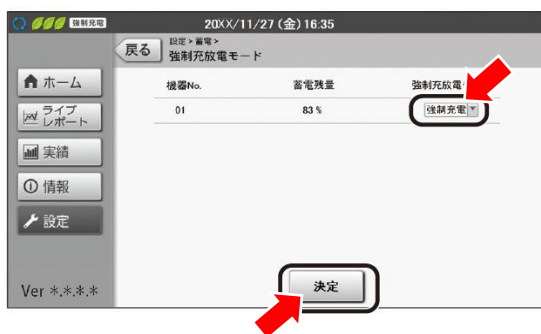 強制充電
20XX/11/27 (金) 16:35
戻る
設定 > 蓄電 >
強制充放電モード
ホーム
ライブ
レポート
実績
情報
設定
Ver *.*.*.*
機器No.
蓄電残量
強制充放電
01
83 %
強制充電
決定